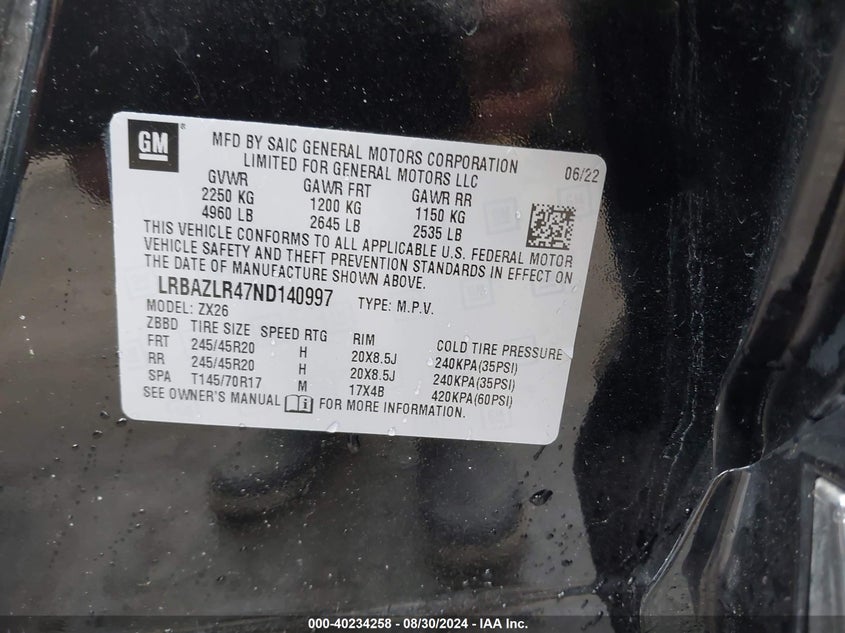 GM
MFD BY SAIC GENERAL MOTORS CORPORATION
LIMITED FOR GENERAL MOTORS LLC
06/22
GVWR GAWR FRT GAWR RR
2250 KG 1200 KG 1150 KG
4960 LB 2645 LB 2535 LB
THIS VEHICLE CONFORMS TO ALL APPLICABLE U.S. FEDERAL MOTOR
VEHICLE SAFETY AND THEFT PREVENTION STANDARDS IN EFFECT ON
THE DATE OF MANUFACTURE SHOWN ABOVE.
LRBAZLR47ND140997 TYPE: M.P.V.
MODEL: ZX26
ZBBD TIRE SIZE SPEED RTG RIM COLD TIRE PRESSURE
FRT 245/45R20 H 20X8.5J 240KPA(35PSI)
RR 245/45R20 H 20X8.5J 240KPA(35PSI)
SPA T145/70R17 M 17X4B 420KPA(60PSI)
SEE OWNER'S MANUAL FOR MORE INFORMATION.
000-40234258 - 08/30/2024 - IAA Inc.